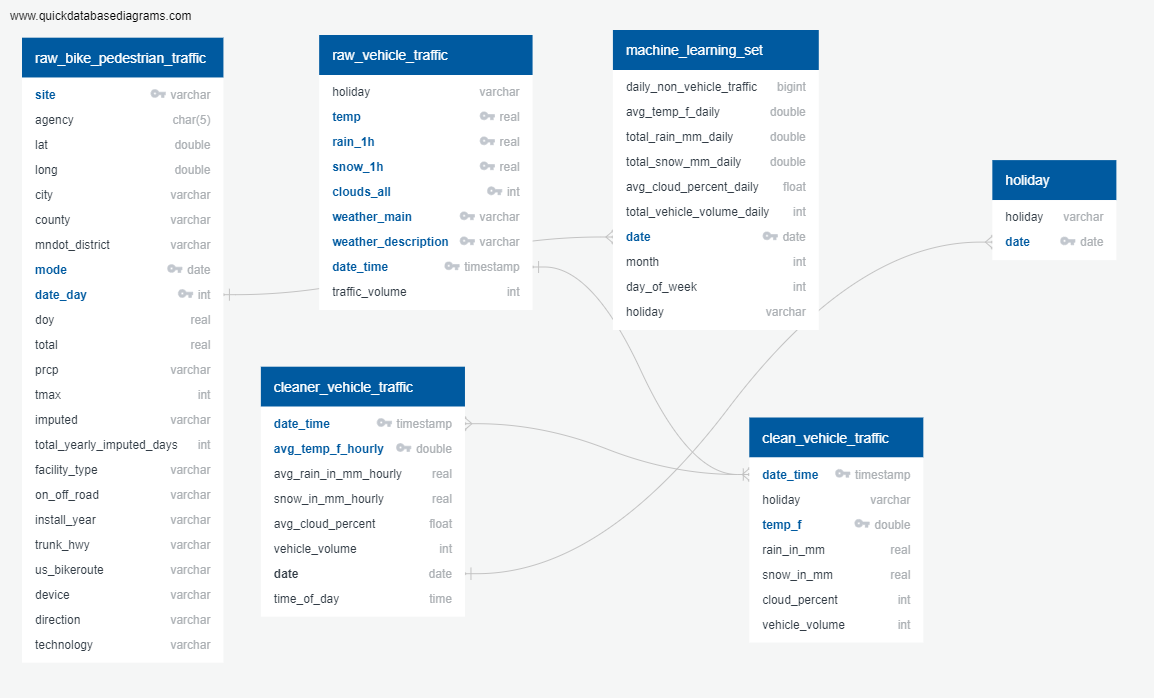 www.quickdatabasediagrams.com
raw_bike_pedestrian_traffic
site varchar
agency char(5)
lat double
long double
city varchar
county varchar
mndot_district varchar
mode date
date_day int
doy real
total real
prcp varchar
tmax int
imputed varchar
total_yearly_imputed_days int
facility_type varchar
on_off_road varchar
install_year varchar
trunk_hwy varchar
us_bikeroute varchar
device varchar
direction varchar
technology varchar
raw_vehicle_traffic
holiday varchar
temp real
rain_1h real
snow_1h real
clouds_all int
weather_main varchar
weather_description varchar
date_time timestamp
traffic_volume int
machine_learning_set
daily_non_vehicle_traffic bigint
avg_temp_f_daily double
total_rain_mm_daily double
total_snow_mm_daily double
avg_cloud_percent_daily float
total_vehicle_volume_daily int
date date
month int
day_of_week int
holiday varchar
holiday
holiday varchar
date date
cleaner_vehicle_traffic
date_time timestamp
avg_temp_f_hourly double
avg_rain_in_mm_hourly real
snow_in_mm_hourly real
avg_cloud_percent float
vehicle_volume int
date date
time_of_day time
clean_vehicle_traffic
date_time timestamp
holiday varchar
temp_f double
rain_in_mm real
snow_in_mm real
cloud_percent int
vehicle_volume int